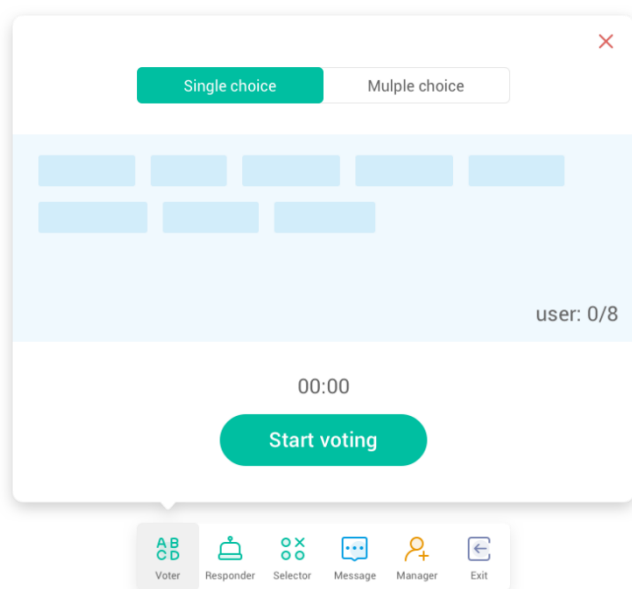 Single choice Mulple choice
user: 0/8
00:00
Start voting
A B
C D
Voter Responder Selector Message Manager Exit